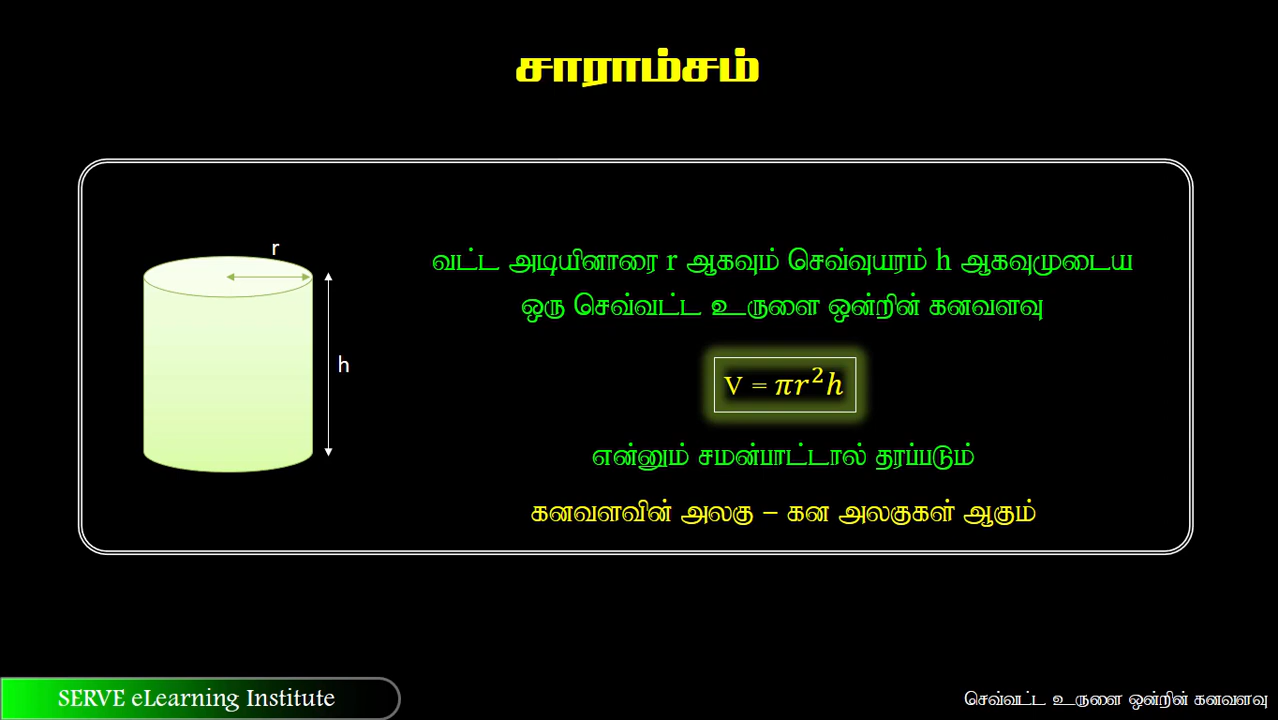 சாராம்சம்
r
h
வட்ட அடியினாரை r ஆகவும் செவ்வுயரம் h ஆகவுமுடைய
ஒரு செவ்வட்ட உருளை ஒன்றின் கனவளவு
V = πr²h
என்னும் சமன்பாட்டால் தரப்படும்
கனவளவின் அலகு – கன அலகுகள் ஆகும்
SERVE eLearning Institute
செவ்வட்ட உருளை ஒன்றின் கனவளவு